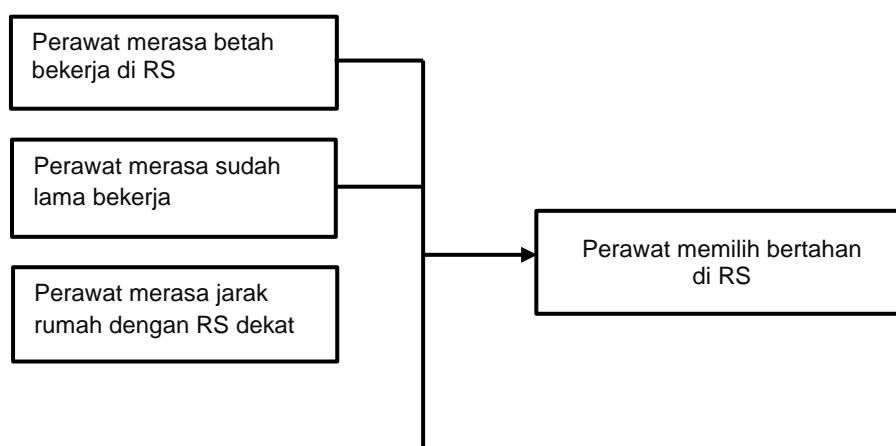 Perawat merasa betah
bekerja di RS
Perawat merasa sudah
lama bekerja
Perawat memilih bertahan
di RS
Perawat merasa jarak
rumah dengan RS dekat